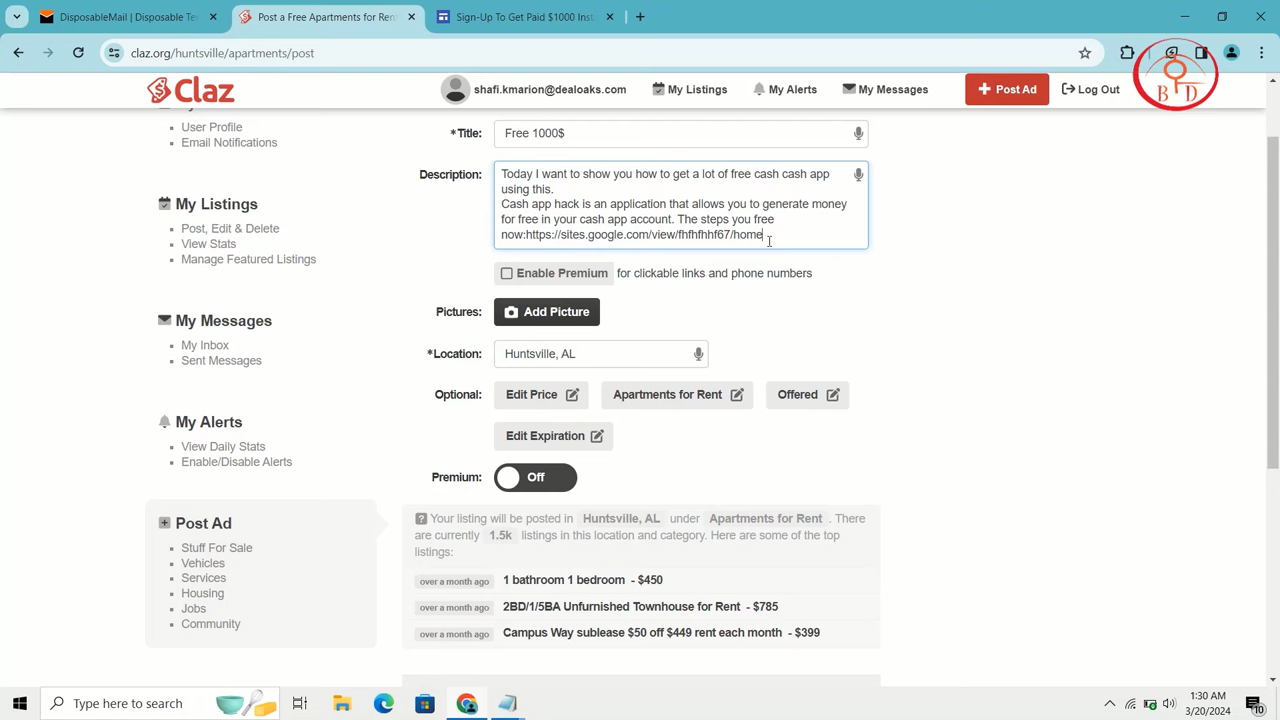 DisposableMail | Disposable Te
Post a Free Apartments for Ren
Sign-Up To Get Paid $1000 Inst
claz.org/huntsville/apartments/post
Claz
shafi.kmarion@dealoaks.com
My Listings
My Alerts
My Messages
Post Ad
Log Out
B D
User Profile
Email Notifications
My Listings
Post, Edit & Delete
View Stats
Manage Featured Listings
My Messages
My Inbox
Sent Messages
My Alerts
View Daily Stats
Enable/Disable Alerts
Post Ad
Stuff For Sale
Vehicles
Services
Housing
Jobs
Community
*Title:
Free 1000$
Description:
Today I want to show you how to get a lot of free cash cash app
using this.
Cash app hack is an application that allows you to generate money
for free in your cash app account. The steps you free
now:https://sites.google.com/view/fhfhfhhf67/home
Enable Premium for clickable links and phone numbers
Pictures:
Add Picture
*Location:
Huntsville, AL
Optional:
Edit Price
Apartments for Rent
Offered
Edit Expiration
Premium:
Off
Your listing will be posted in Huntsville, AL under Apartments for Rent . There
are currently 1.5k listings in this location and category. Here are some of the top
listings:
over a month ago 1 bathroom 1 bedroom - $450
over a month ago 2BD/1/5BA Unfurnished Townhouse for Rent - $785
over a month ago Campus Way sublease $50 off $449 rent each month - $399
Type here to search
1:30 AM
3/20/2024
10